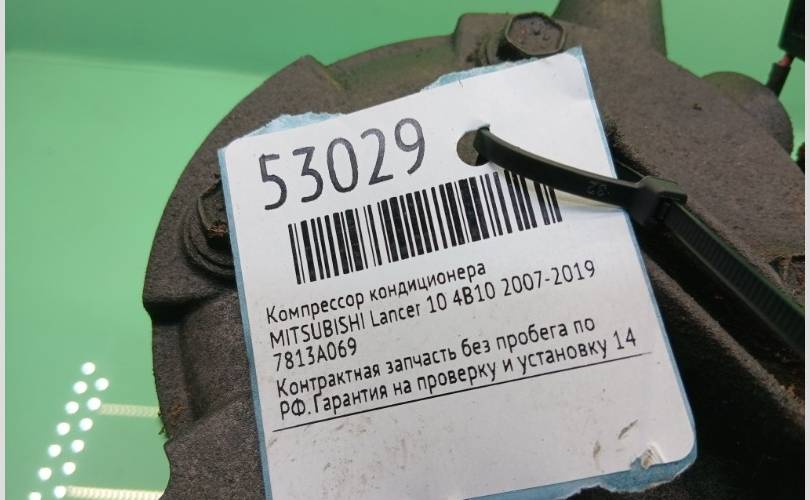 53029
Компрессор кондиционера
MITSUBISHI Lancer 10 4B10 2007-2019
7813A069
Контрактная запчасть без пробега по
РФ.Гарантия на проверку и установку 14